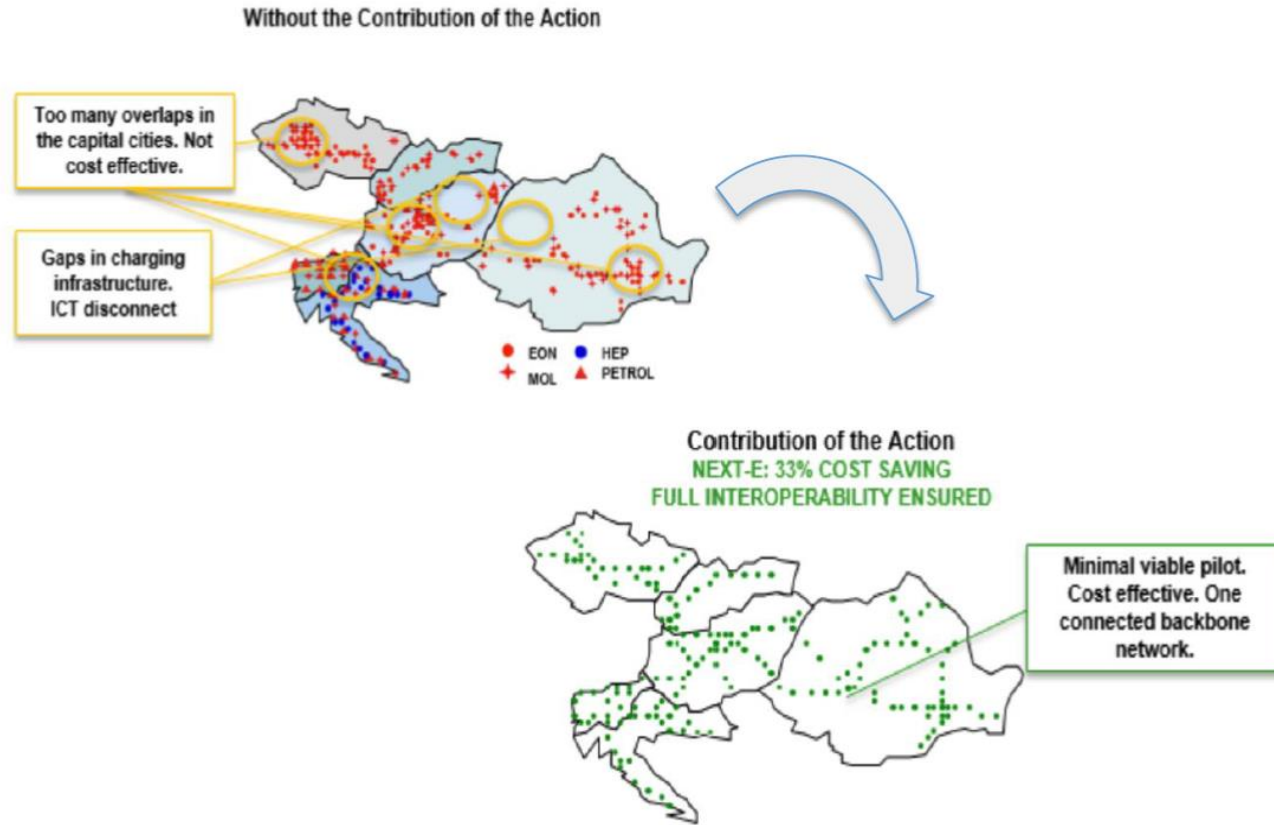 Without the Contribution of the Action
Too many overlaps in
the capital cities. Not
cost effective.
Gaps in charging
infrastructure.
ICT disconnect
EON
HEP
MOL
PETROL
Contribution of the Action
NEXT-E: 33% COST SAVING
FULL INTEROPERABILITY ENSURED
Minimal viable pilot.
Cost effective. One
connected backbone
network.